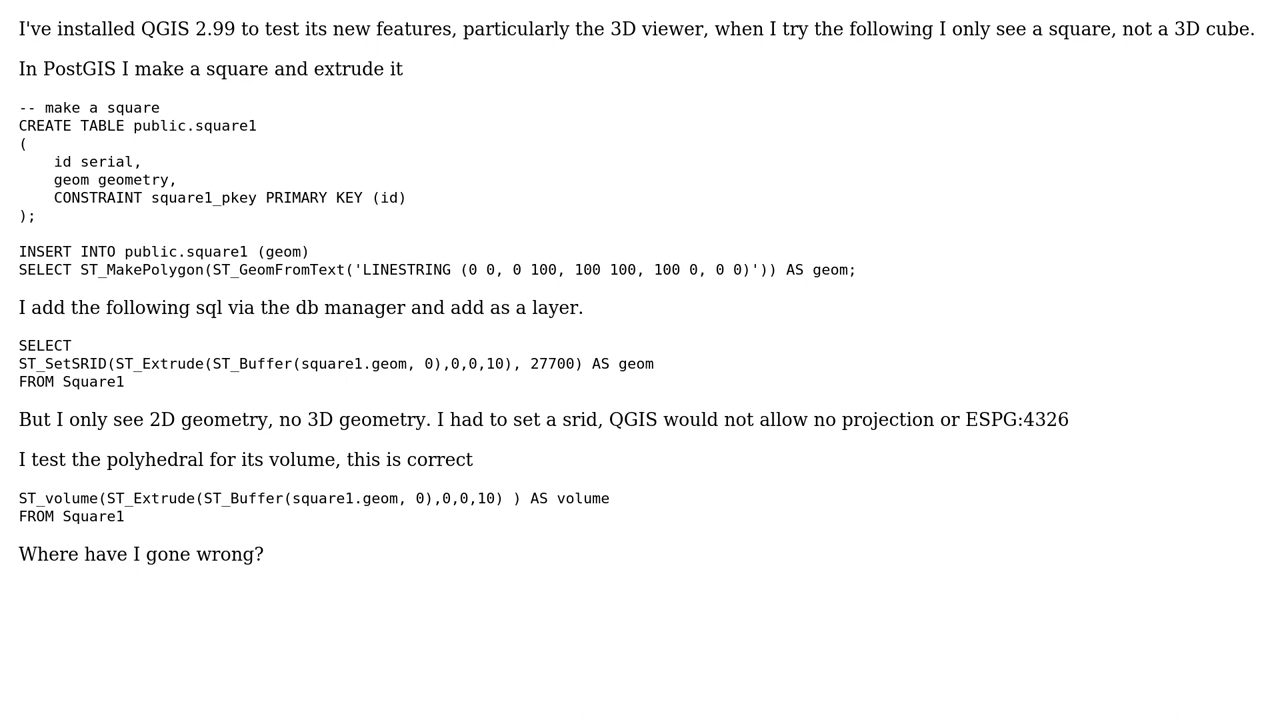 I've installed QGIS 2.99 to test its new features, particularly the 3D viewer, when I try the following I only see a square, not a 3D cube.
In PostGIS I make a square and extrude it
-- make a square
CREATE TABLE public.square1
(
    id serial,
    geom geometry,
    CONSTRAINT square1_pkey PRIMARY KEY (id)
);
INSERT INTO public.square1 (geom)
SELECT ST_MakePolygon(ST_GeomFromText('LINESTRING (0 0, 0 100, 100 100, 100 0, 0 0)')) AS geom;
I add the following sql via the db manager and add as a layer.
SELECT
ST_SetSRID(ST_Extrude(ST_Buffer(square1.geom, 0),0,0,10), 27700) AS geom
FROM Square1
But I only see 2D geometry, no 3D geometry. I had to set a srid, QGIS would not allow no projection or ESPG:4326
I test the polyhedral for its volume, this is correct
ST_volume(ST_Extrude(ST_Buffer(square1.geom, 0),0,0,10) ) AS volume
FROM Square1
Where have I gone wrong?